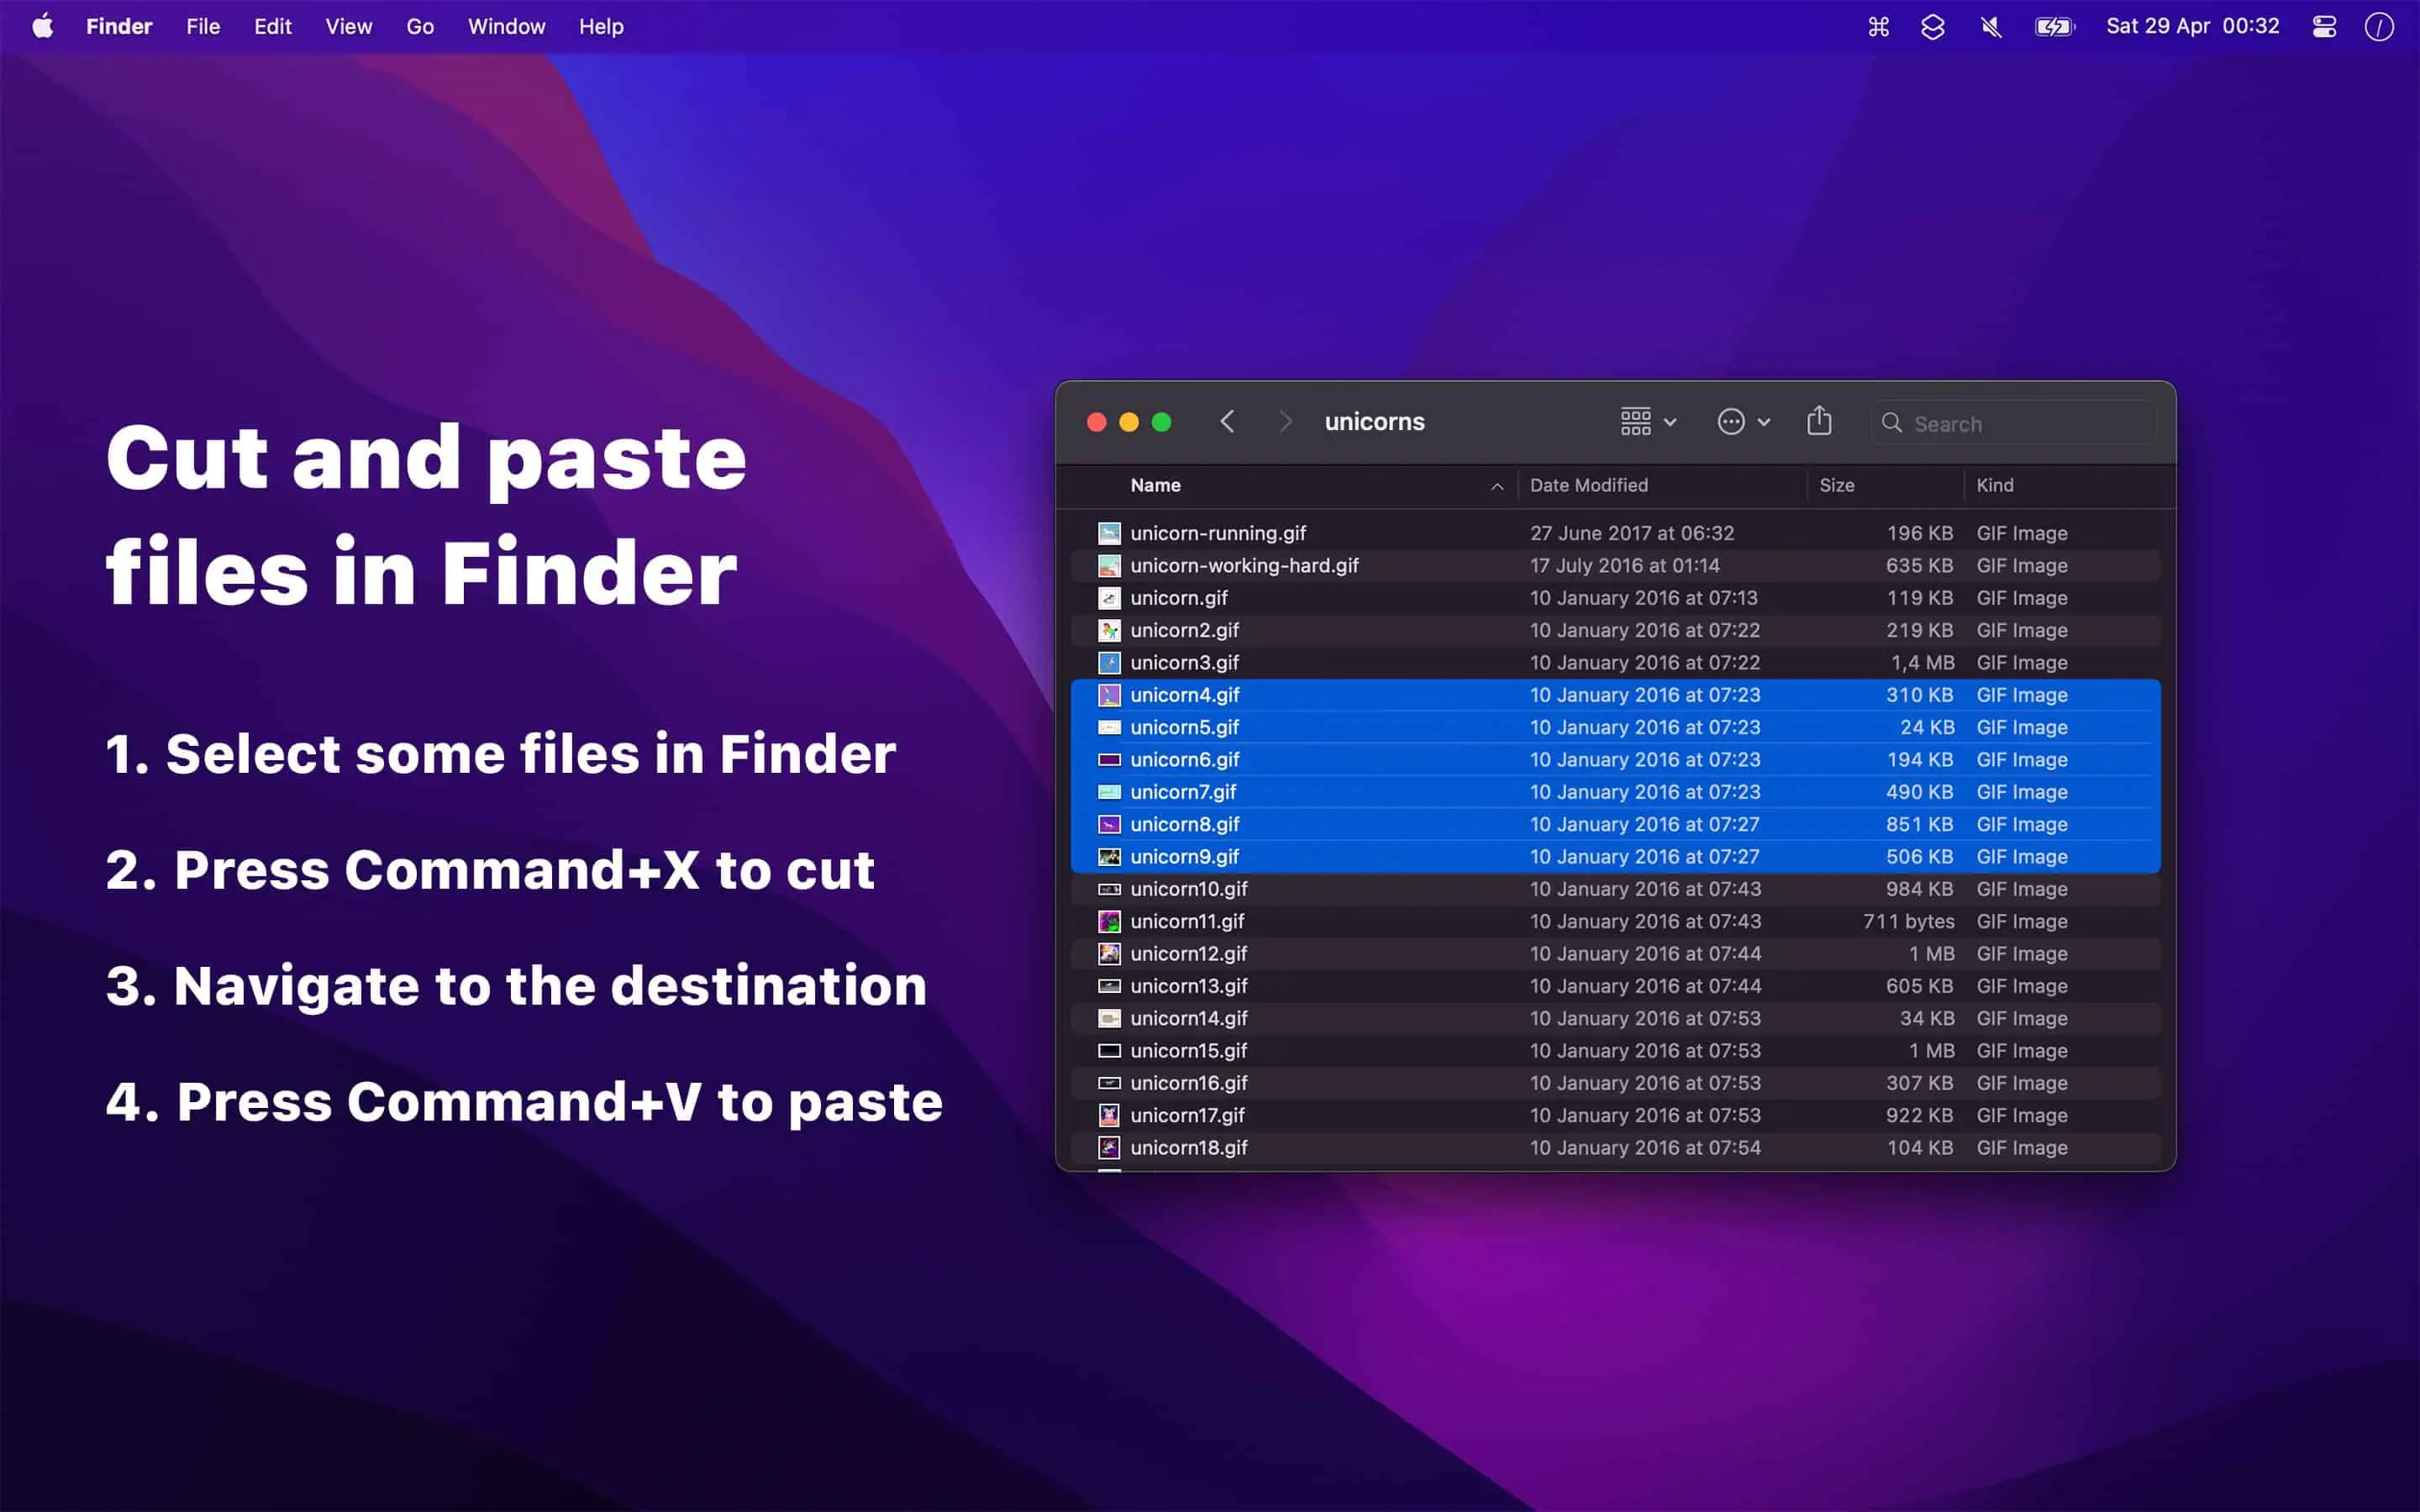 Finder File Edit View Go Window Help Sat 29 Apr 00:32
Cut and paste
files in Finder
1. Select some files in Finder
2. Press Command+X to cut
3. Navigate to the destination
4. Press Command+V to paste
unicorns Search
Name Date Modified Size Kind
unicorn-running.gif 27 June 2017 at 06:32 196 KB GIF Image
unicorn-working-hard.gif 17 July 2016 at 01:14 635 KB GIF Image
unicorn.gif 10 January 2016 at 07:13 119 KB GIF Image
unicorn2.gif 10 January 2016 at 07:22 219 KB GIF Image
unicorn3.gif 10 January 2016 at 07:22 1,4 MB GIF Image
unicorn4.gif 10 January 2016 at 07:23 310 KB GIF Image
unicorn5.gif 10 January 2016 at 07:23 24 KB GIF Image
unicorn6.gif 10 January 2016 at 07:23 194 KB GIF Image
unicorn7.gif 10 January 2016 at 07:23 490 KB GIF Image
unicorn8.gif 10 January 2016 at 07:27 851 KB GIF Image
unicorn9.gif 10 January 2016 at 07:27 506 KB GIF Image
unicorn10.gif 10 January 2016 at 07:43 984 KB GIF Image
unicorn11.gif 10 January 2016 at 07:43 711 bytes GIF Image
unicorn12.gif 10 January 2016 at 07:44 1 MB GIF Image
unicorn13.gif 10 January 2016 at 07:44 605 KB GIF Image
unicorn14.gif 10 January 2016 at 07:53 34 KB GIF Image
unicorn15.gif 10 January 2016 at 07:53 1 MB GIF Image
unicorn16.gif 10 January 2016 at 07:53 307 KB GIF Image
unicorn17.gif 10 January 2016 at 07:53 922 KB GIF Image
unicorn18.gif 10 January 2016 at 07:54 104 KB GIF Image